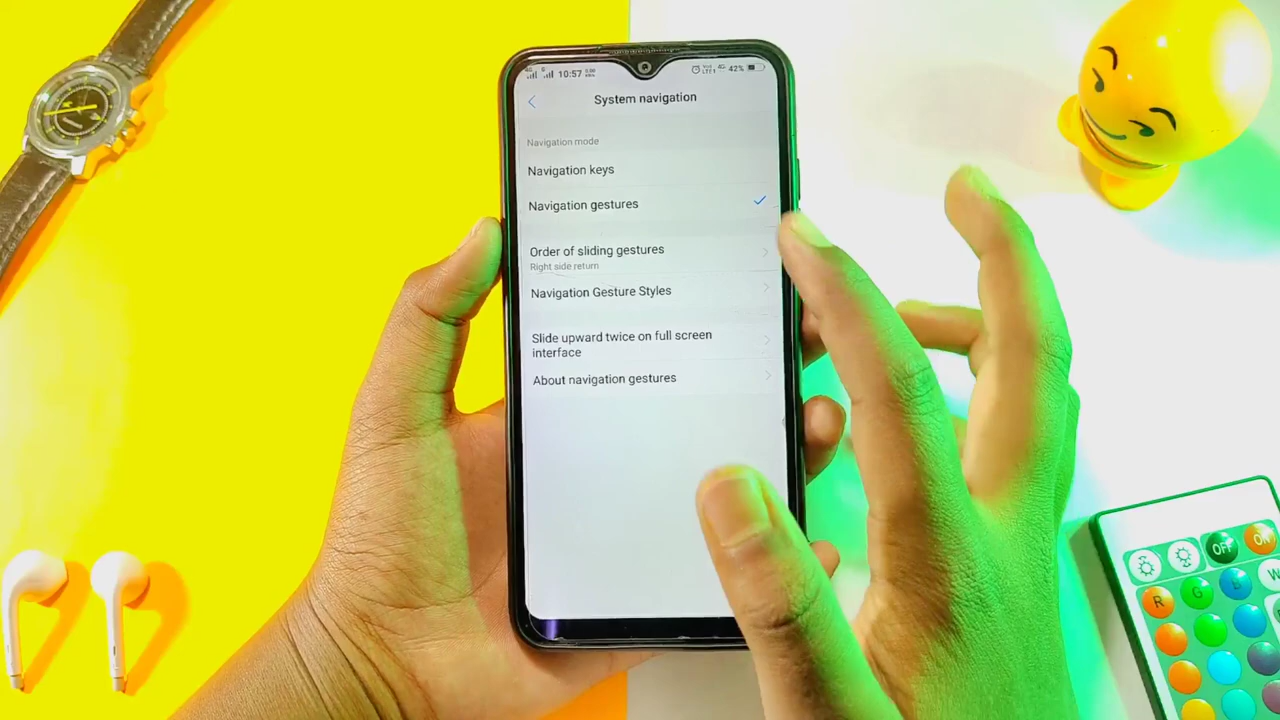 10:57
42%
System navigation
Navigation mode
Navigation keys
Navigation gestures
Order of sliding gestures
Right side return
Navigation Gesture Styles
Slide upward twice on full screen
interface
About navigation gestures
OFF
ON
R
G
W